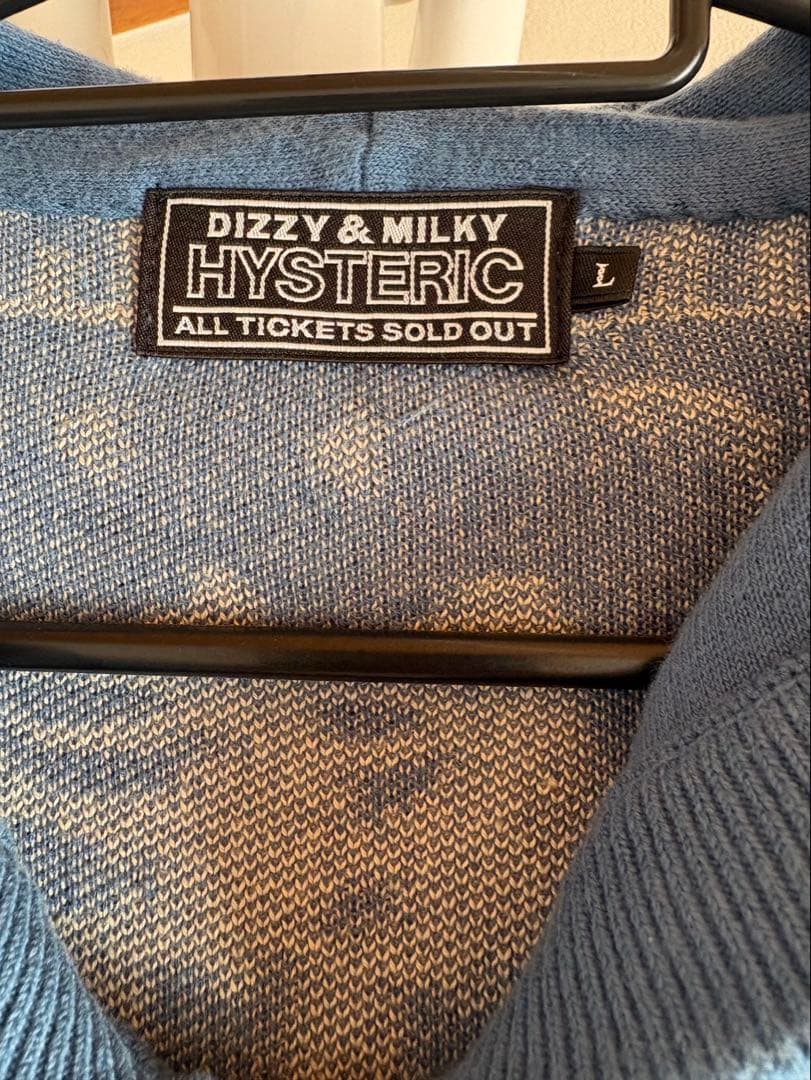 DIZZY & MILKY
HYSTERIC
ALL TICKETS SOLD OUT
L